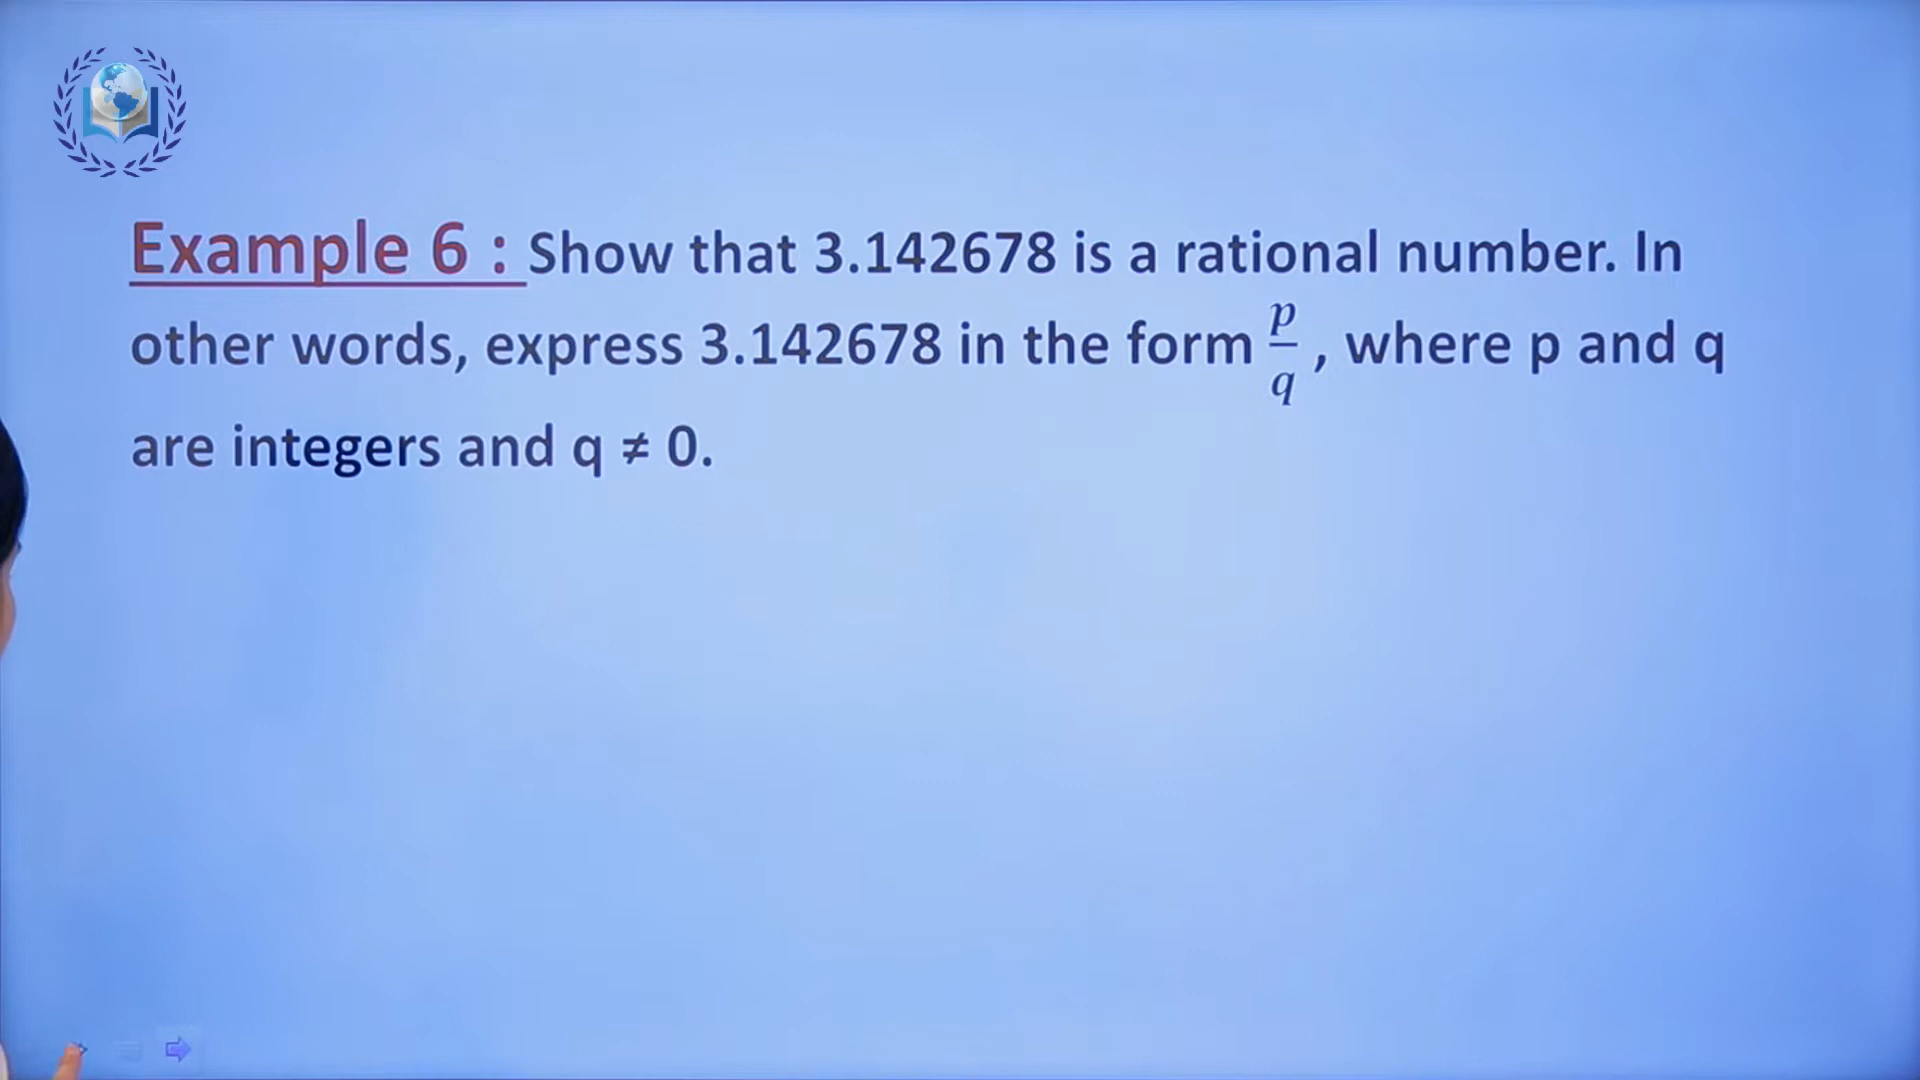 Example 6 : Show that 3.142678 is a rational number. In
other words, express 3.142678 in the form p/q , where p and q
are integers and q ≠ 0.